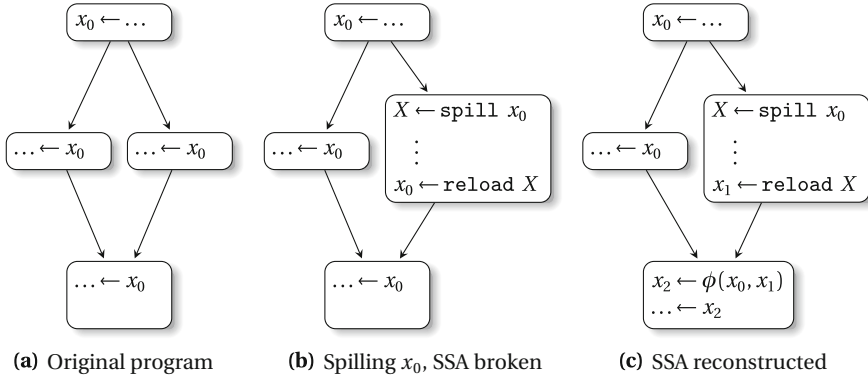 x₀ ← …
… ← x₀
… ← x₀
… ← x₀
(a) Original program
x₀ ← …
… ← x₀
X ← spill x₀
⋮
x₀ ← reload X
… ← x₀
(b) Spilling x₀, SSA broken
x₀ ← …
… ← x₀
X ← spill x₀
⋮
x₁ ← reload X
x₂ ← ϕ(x₀, x₁)
… ← x₂
(c) SSA reconstructed